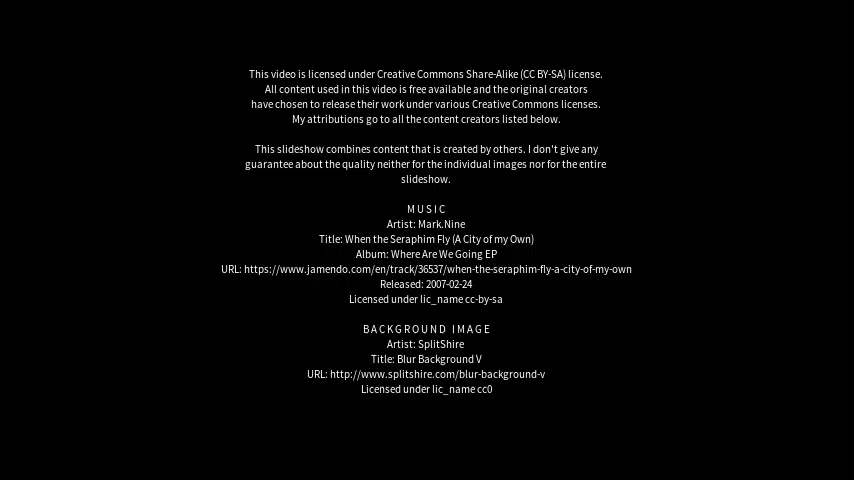 This video is licensed under Creative Commons Share-Alike (CC BY-SA) license.
All content used in this video is free available and the original creators
have chosen to release their work under various Creative Commons licenses.
My attributions go to all the content creators listed below.
This slideshow combines content that is created by others. I don't give any
guarantee about the quality neither for the individual images nor for the entire
slideshow.
MUSIC
Artist: Mark.Nine
Title: When the Seraphim Fly (A City of my Own)
Album: Where Are We Going EP
URL: https://www.jamendo.com/en/track/36537/when-the-seraphim-fly-a-city-of-my-own
Released: 2007-02-24
Licensed under lic_name cc-by-sa
BACKGROUND IMAGE
Artist: SplitShire
Title: Blur Background V
URL: http://www.splitshire.com/blur-background-v
Licensed under lic_name cc0